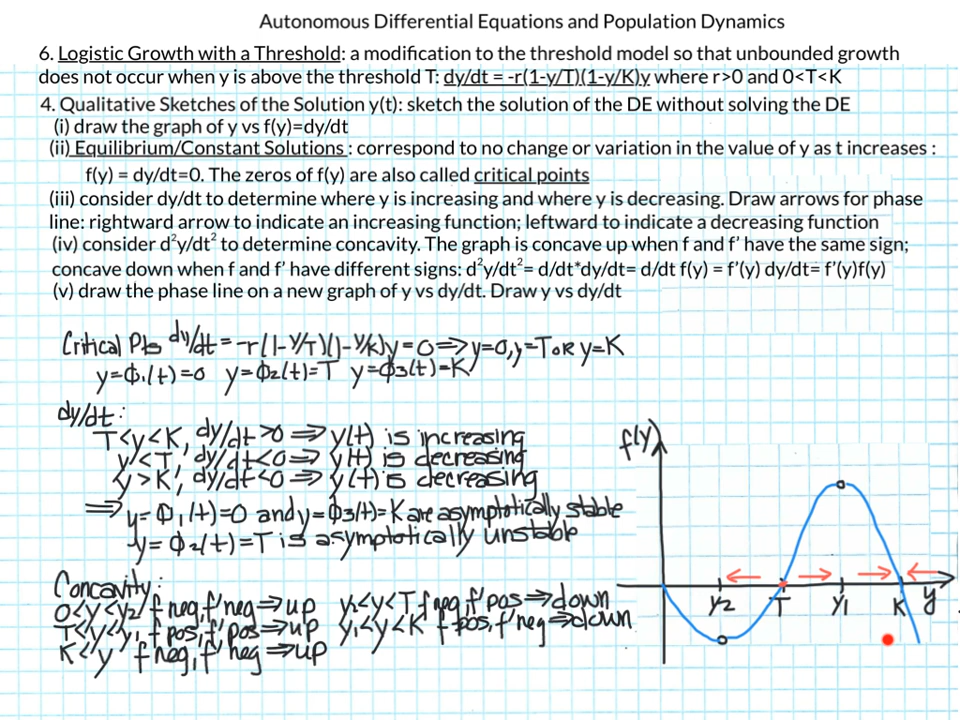 Autonomous Differential Equations and Population Dynamics
6. Logistic Growth with a Threshold: a modification to the threshold model so that unbounded growth
does not occur when y is above the threshold T: dy/dt = -r(1-y/T)(1-y/K)y where r>0 and 0<T<K
4. Qualitative Sketches of the Solution y(t): sketch the solution of the DE without solving the DE
(i) draw the graph of y vs f(y)=dy/dt
(ii) Equilibrium/Constant Solutions : correspond to no change or variation in the value of y as t increases :
f(y) = dy/dt=0. The zeros of f(y) are also called critical points
(iii) consider dy/dt to determine where y is increasing and where y is decreasing. Draw arrows for phase
line: rightward arrow to indicate an increasing function; leftward to indicate a decreasing function
(iv) consider d²y/dt² to determine concavity. The graph is concave up when f and f' have the same sign;
concave down when f and f' have different signs: d²y/dt²= d/dt*dy/dt= d/dt f(y) = f'(y) dy/dt= f'(y)f(y)
(v) draw the phase line on a new graph of y vs dy/dt. Draw y vs dy/dt
Critical Pts dy/dt = -r(1-y/T)(1-y/K)y=0⇒y=0,y=T OR y=K
y=Φ₁(t)=0 y=Φ₂(t)=T y=Φ₃(t)=K
dy/dt:
T<y<K, dy/dt>0 ⇒ y(t) is increasing
y<T, dy/dt<0 ⇒ y(t) is decreasing
y>K, dy/dt<0 ⇒ y(t) is decreasing
⇒ y=Φ₁(t)=0 and y=Φ₃(t)=K are asymptotically stable
y=Φ₂(t)=T is asymptotically unstable
Concavity:
0<y<y₂, f neg, f' neg ⇒ up y₂<y<T f neg, f' pos ⇒ down
T<y<y₁, f pos, f' pos ⇒ up y₁<y<K f pos, f' neg ⇒ down
K<y f neg, f' neg ⇒ up
f(y)
y₂ T y₁ K y